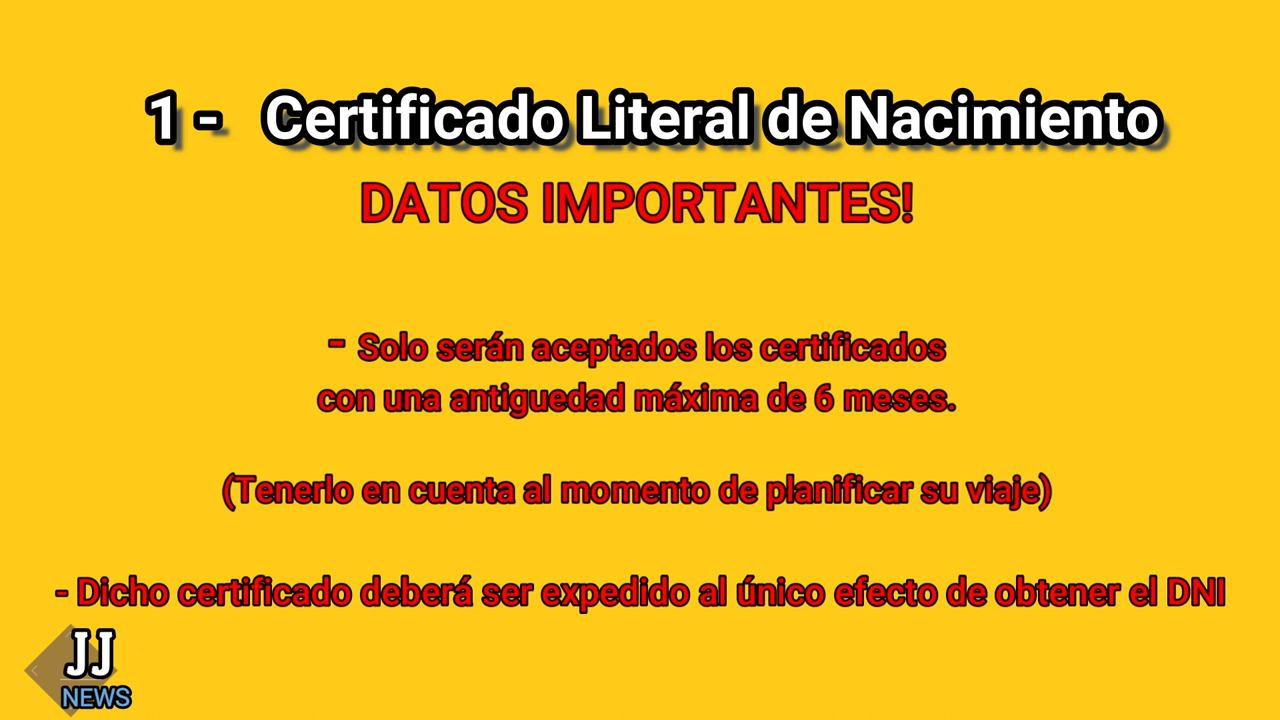 1 - Certificado Literal de Nacimiento
DATOS IMPORTANTES!
- Solo serán aceptados los certificados
con una antiguedad máxima de 6 meses.
(Tenerlo en cuenta al momento de planificar su viaje)
- Dicho certificado deberá ser expedido al único efecto de obtener el DNI
JJ
NEWS